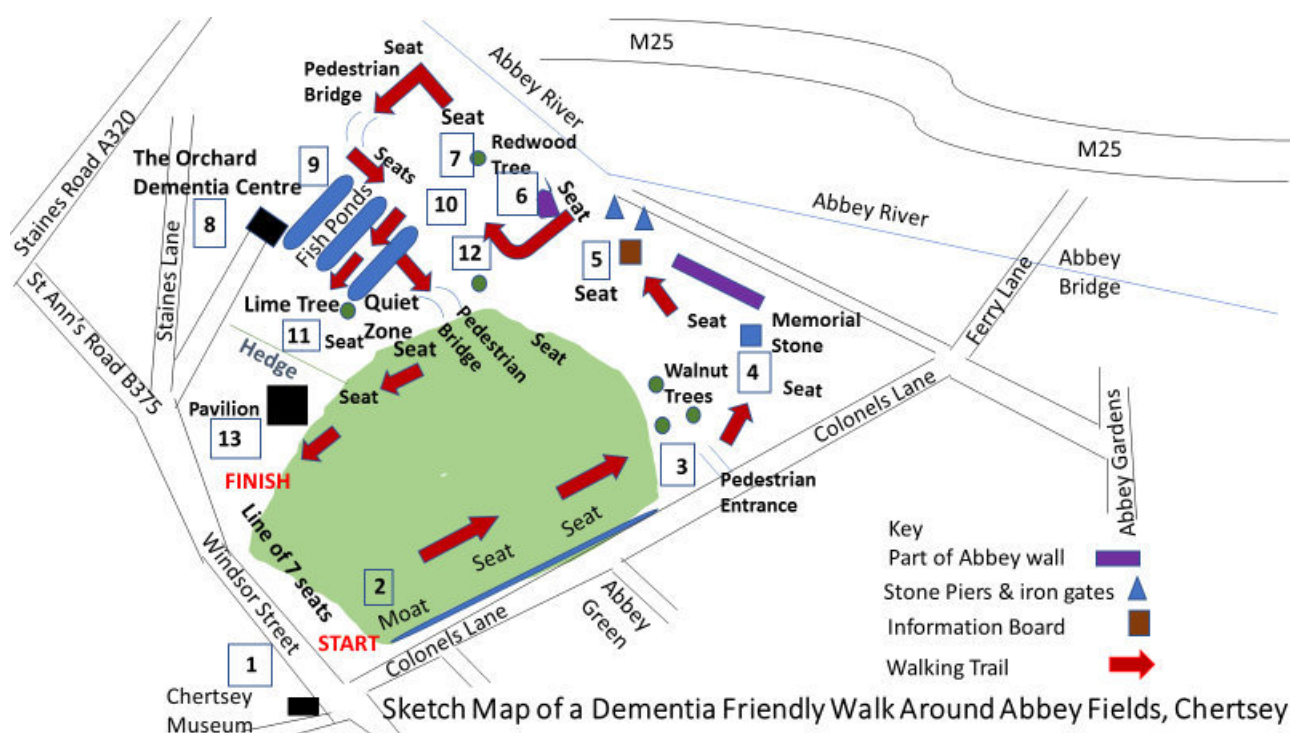 M25
M25
Seat
Pedestrian
Bridge
Abbey River
Staines Road A320
Seat
7
Redwood
Tree
The Orchard
Dementia Centre
9
Seats
6
Seat
8
10
Fish Ponds
Abbey River
12
5
Abbey
Bridge
Staines Lane
St Ann's Road B375
Seat
Ferry Lane
Lime Tree
Quiet
Zone
11
Seat
Pedestrian
Bridge
Seat
Seat
Seat
Memorial
Stone
Hedge
Seat
Walnut
Trees
4
Seat
Colonels Lane
Pavilion
13
3
Abbey Gardens
FINISH
Pedestrian
Entrance
Line of 7 seats
Seat
Seat
Windsor Street
2
Moat
Key
Part of Abbey wall
Stone Piers & iron gates
Information Board
Walking Trail
Abbey
Green
START
Colonels Lane
1
Chertsey
Museum
Sketch Map of a Dementia Friendly Walk Around Abbey Fields, Chertsey